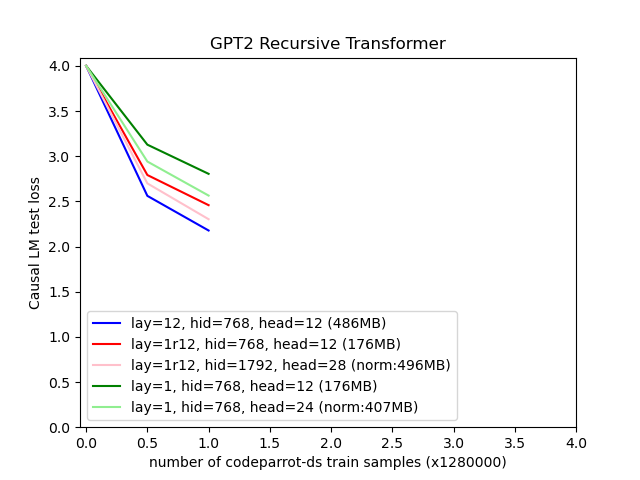 GPT2 Recursive Transformer
Causal LM test loss
4.0
3.5
3.0
2.5
2.0
1.5
1.0
0.5
0.0
lay=12, hid=768, head=12 (486MB)
lay=1r12, hid=768, head=12 (176MB)
lay=1r12, hid=1792, head=28 (norm:496MB)
lay=1, hid=768, head=12 (176MB)
lay=1, hid=768, head=24 (norm:407MB)
0.0 0.5 1.0 1.5 2.0 2.5 3.0 3.5 4.0
number of codeparrot-ds train samples (x1280000)